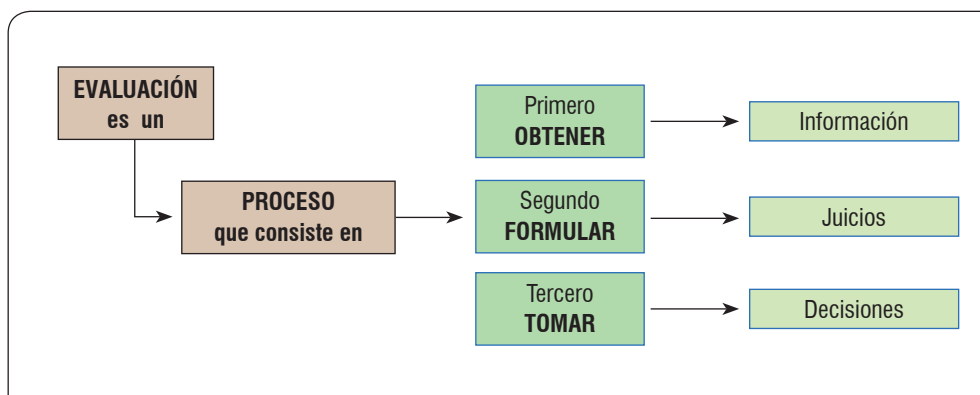 EVALUACIÓN
es un
PROCESO
que consiste en
Primero
OBTENER
Información
Segundo
FORMULAR
Juicios
Tercero
TOMAR
Decisiones